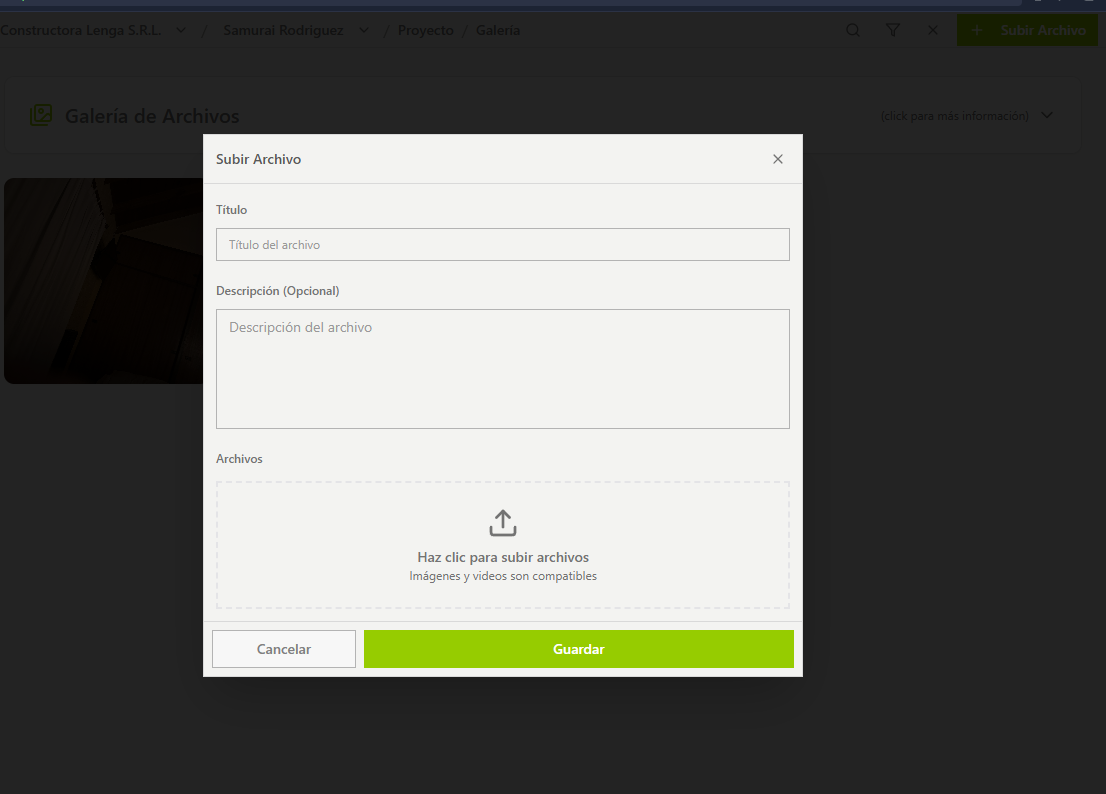 Constructora Lenga S.R.L. / Samurai Rodriguez / Proyecto / Galería
+ Subir Archivo
Galería de Archivos
(click para más información)
Subir Archivo
Título
Título del archivo
Descripción (Opcional)
Descripción del archivo
Archivos
Haz clic para subir archivos
Imágenes y videos son compatibles
Cancelar
Guardar